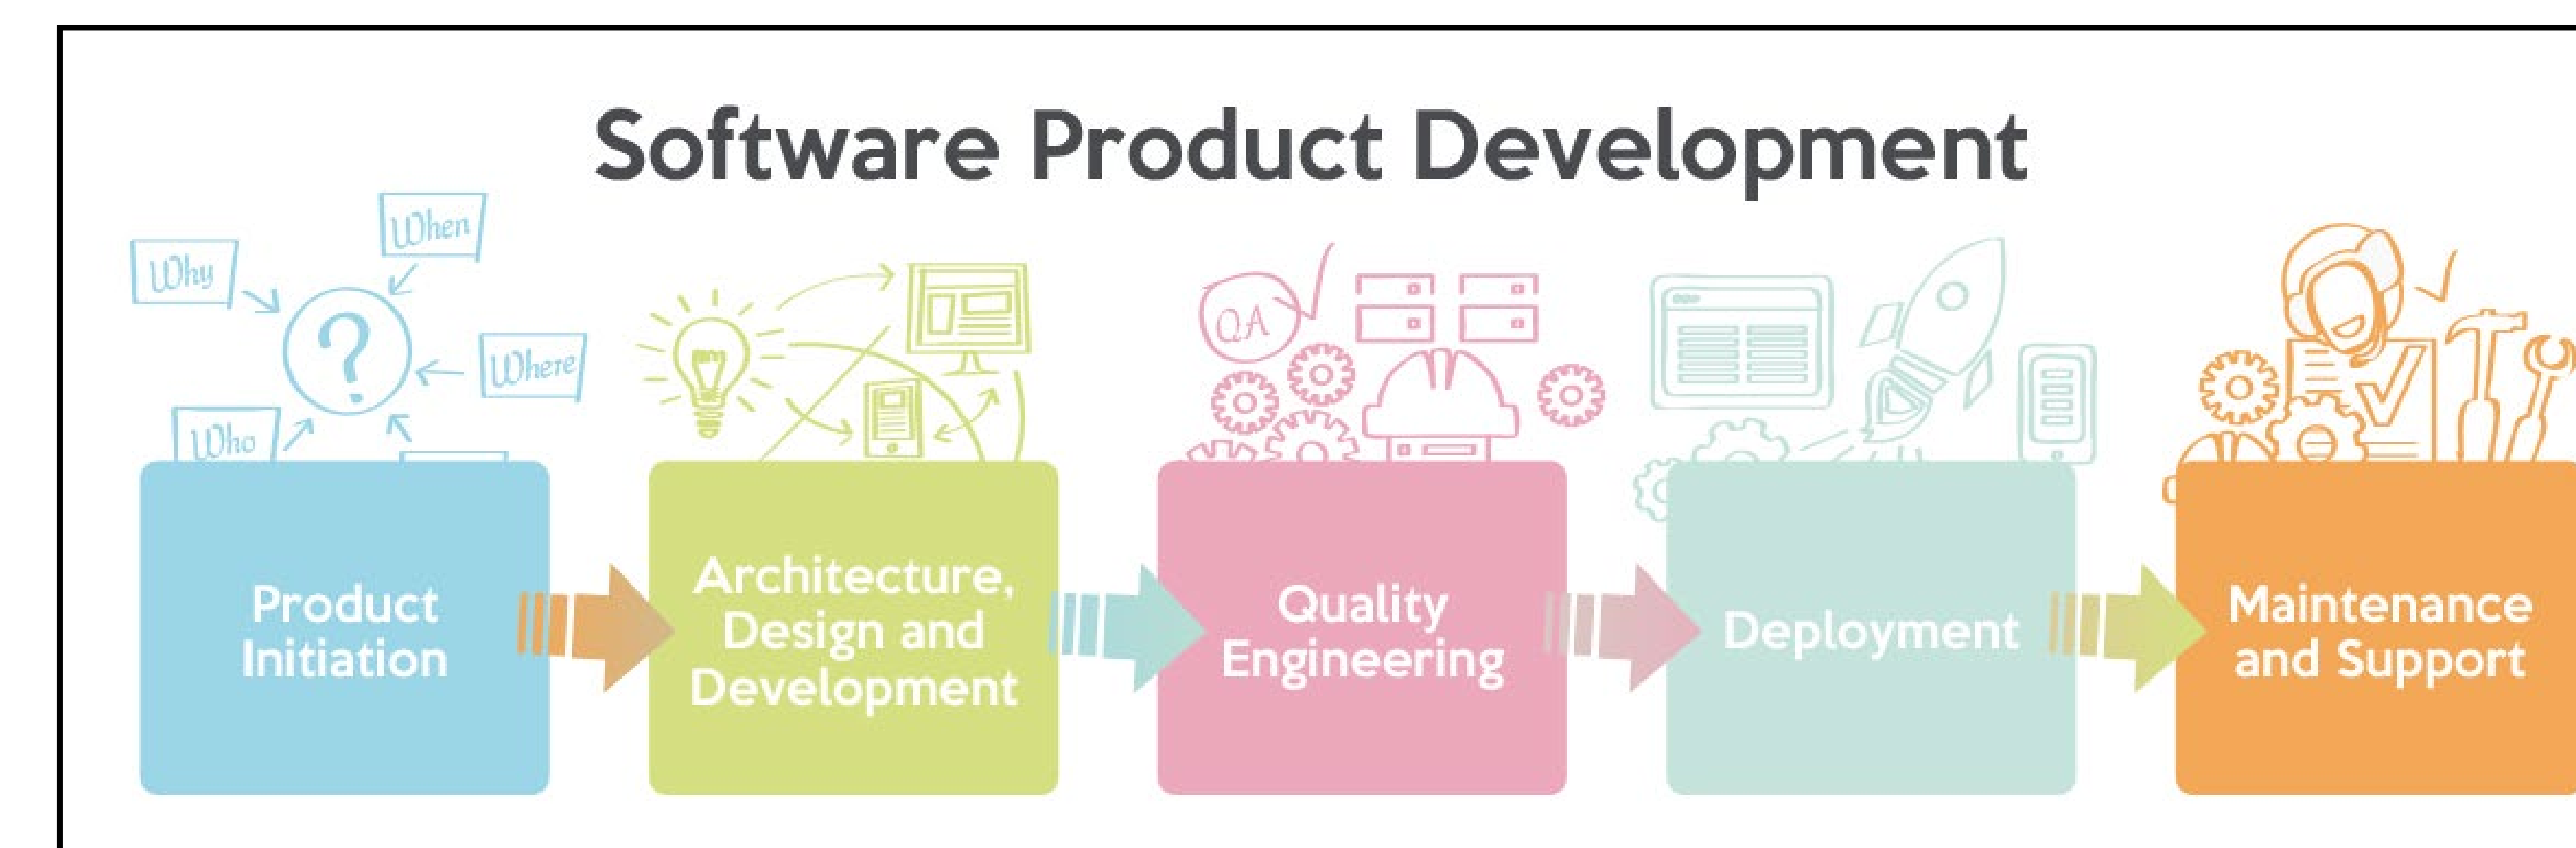 Software Product Development
When
Why
Where
Who
QA
Product
Initiation
Architecture,
Design and
Development
Quality
Engineering
Deployment
Maintenance
and Support